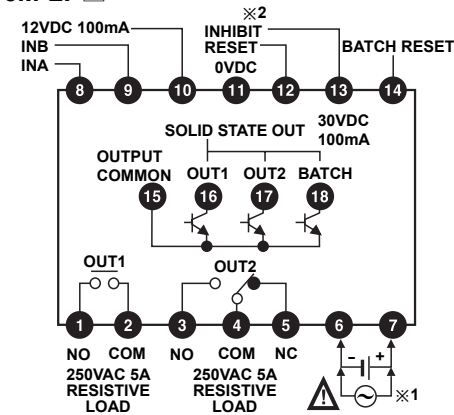 12VDC 100mA
INB
INA
※2
INHIBIT
RESET
0VDC
BATCH RESET
8 9 10 11 12 13 14
SOLID STATE OUT
30VDC
100mA
OUTPUT
COMMON
OUT1 OUT2 BATCH
15 16 17 18
OUT1
OUT2
1 2 3 4 5 6 7
NO COM NO COM NC
250VAC 5A
RESISTIVE
LOAD
250VAC 5A
RESISTIVE
LOAD
- +
※1